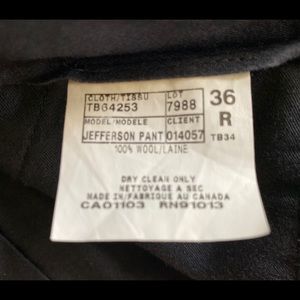 CLOTH/TISSU LOT 36
TB64253 7988 R
MODEL/MODELE CLIENT
JEFFERSON PANT 014057 TB34
100% WOOL/LAINE
DRY CLEAN ONLY
NETTOYAGE A SEC
MADE IN/FABRIQUE AU CANADA
CA01103 RN91013